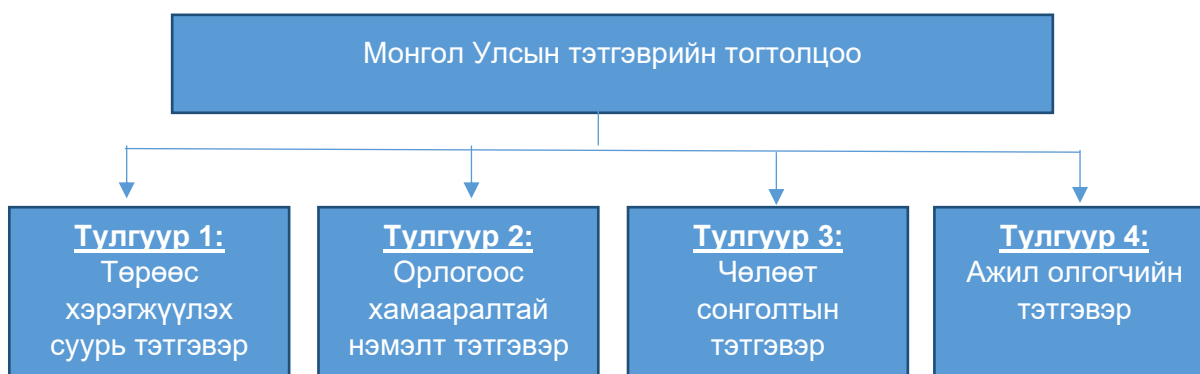 Монгол Улсын тэтгэврийн тогтолцоо
Тулгуур 1:
Төрөөс
хэрэгжүүлэх
суурь тэтгэвэр
Тулгуур 2:
Орлогоос
хамааралтай
нэмэлт тэтгэвэр
Тулгуур 3:
Чөлөөт
сонголтын
тэтгэвэр
Тулгуур 4:
Ажил олгогчийн
тэтгэвэр